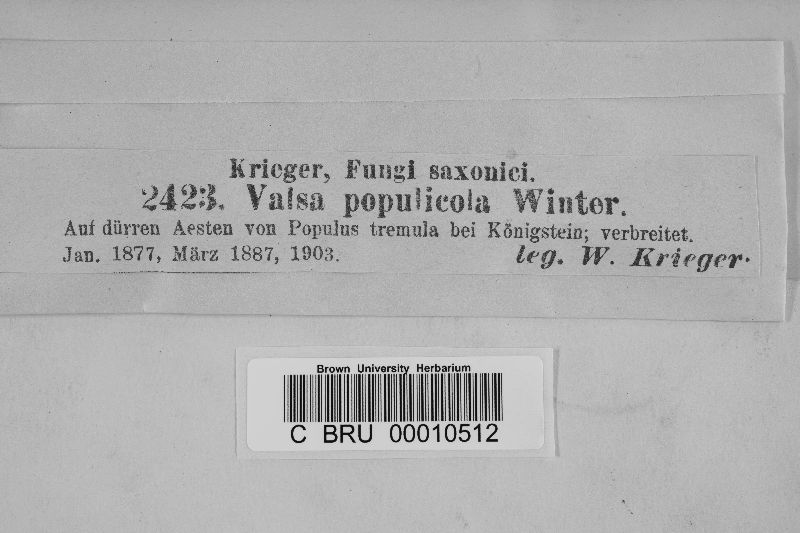 Krieger, Fungi saxonici.
2423. Valsa populicola Winter.
Auf dürren Aesten von Populus tremula bei Königstein; verbreitet.
Jan. 1877, März 1887, 1903.
leg. W. Krieger.
Brown University Herbarium
C BRU 00010512